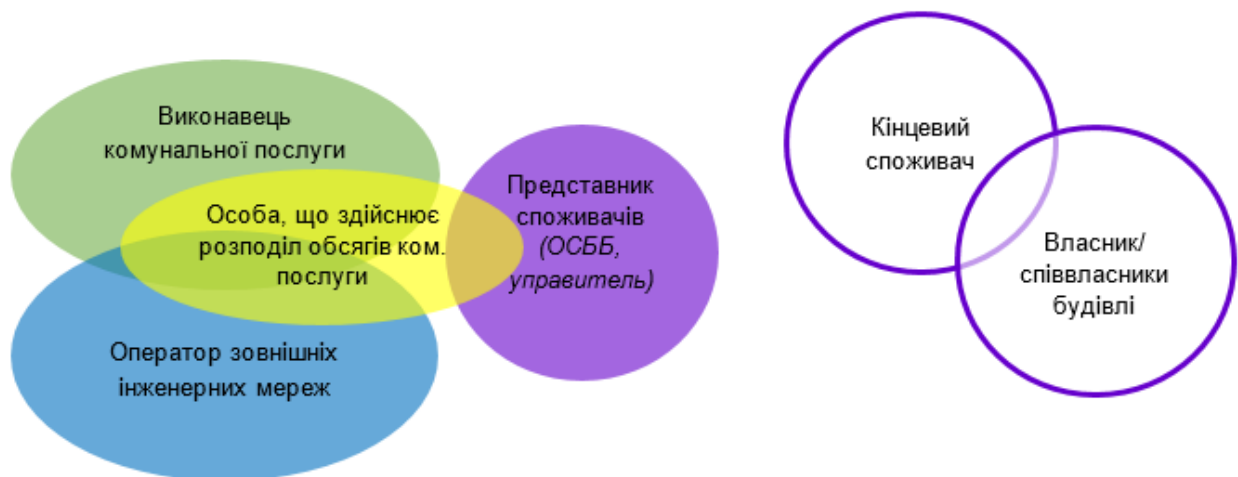 Виконавець
комунальної послуги
Особа, що здійснює
розподіл обсягів ком.
послуги
Оператор зовнішніх
інженерних мереж
Представник
споживачів
(ОСББ,
управитель)
Кінцевий
споживач
Власник/
співвласники
будівлі